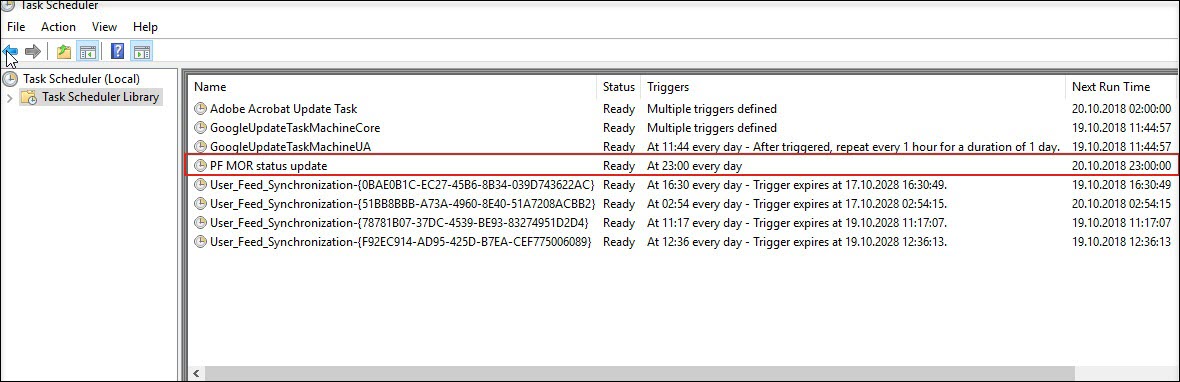 Task Scheduler
File Action View Help
Task Scheduler (Local)
Task Scheduler Library
Name Status Triggers Next Run Time
Adobe Acrobat Update Task Ready Multiple triggers defined 20.10.2018 02:00:00
GoogleUpdateTaskMachineCore Ready Multiple triggers defined 19.10.2018 11:44:57
GoogleUpdateTaskMachineUA Ready At 11:44 every day - After triggered, repeat every 1 hour for a duration of 1 day. 19.10.2018 11:44:57
PF MOR status update Ready At 23:00 every day 20.10.2018 23:00:00
User_Feed_Synchronization-{0BAE0B1C-EC27-45B6-8B34-039D743622AC} Ready At 16:30 every day - Trigger expires at 17.10.2028 16:30:49. 19.10.2018 16:30:49
User_Feed_Synchronization-{51BB8BBB-A73A-4960-8E40-51A7208ACBB2} Ready At 02:54 every day - Trigger expires at 17.10.2028 02:54:15. 20.10.2018 02:54:15
User_Feed_Synchronization-{78781B07-37DC-4539-BE93-83274951D2D4} Ready At 11:17 every day - Trigger expires at 19.10.2028 11:17:07. 19.10.2018 11:17:07
User_Feed_Synchronization-{F92EC914-AD95-425D-B7EA-CEF775006089} Ready At 12:36 every day - Trigger expires at 19.10.2028 12:36:13. 19.10.2018 12:36:13